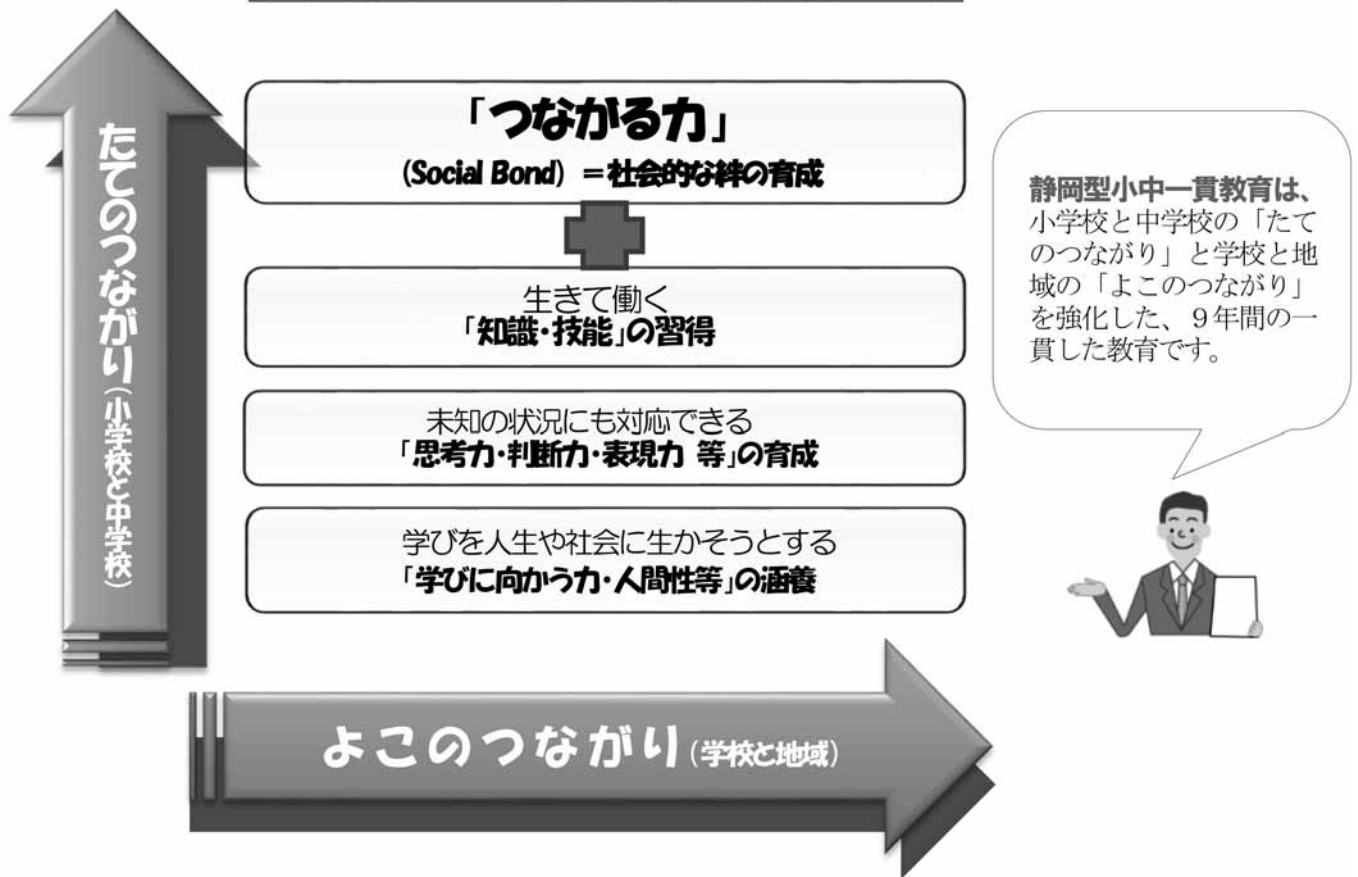 たてのつながり(小学校と中学校)
「つながる力」
(Social Bond) =社会的な絆の育成
生きて働く
「知識・技能」の習得
未知の状況にも対応できる
「思考力・判断力・表現力 等」の育成
学びを人生や社会に生かそうとする
「学びに向かう力・人間性等」の涵養
よこのつながり(学校と地域)
静岡型小中一貫教育は、
小学校と中学校の「たて
のつながり」と学校と地
域の「よこのつながり」
を強化した、9年間の一
貫した教育です。